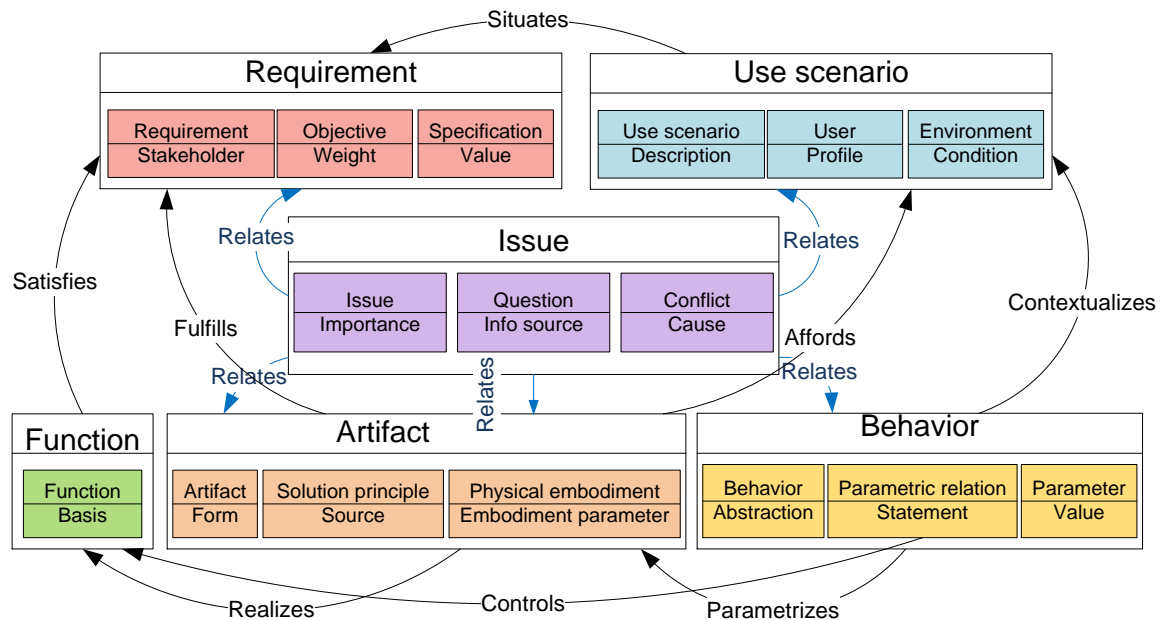 Situates
Requirement
Use scenario
Requirement
Stakeholder
Objective
Weight
Specification
Value
Use scenario
Description
User
Profile
Environment
Condition
Relates
Issue
Relates
Satisfies
Issue
Importance
Question
Info source
Conflict
Cause
Contextualizes
Fulfills
Affords
Relates
Relates
Relates
Function
Artifact
Behavior
Function
Basis
Artifact
Form
Solution principle
Source
Physical embodiment
Embodiment parameter
Behavior
Abstraction
Parametric relation
Statement
Parameter
Value
Realizes
Controls
Parametrizes